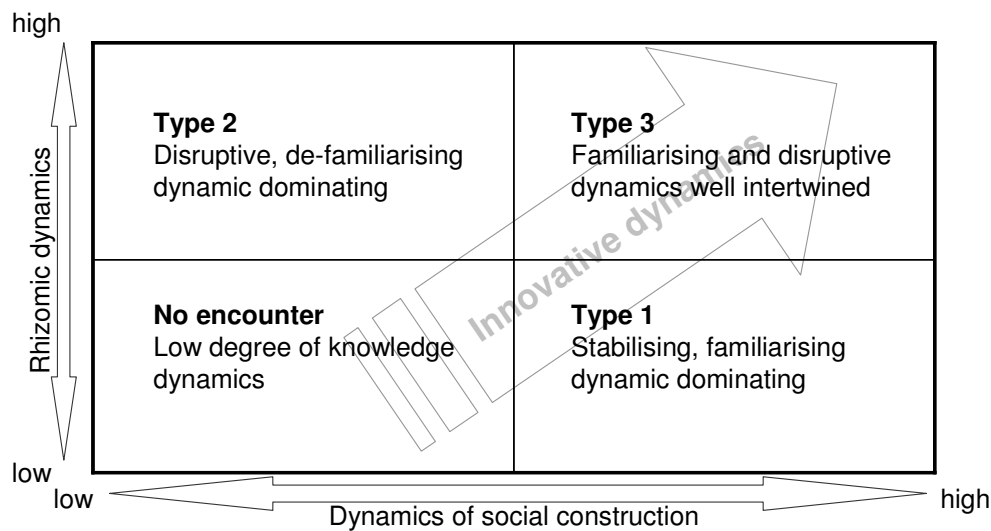 high
Type 2
Disruptive, de-familiarising
dynamic dominating
Type 3
Familiarising and disruptive
dynamics well intertwined
Rhizomic dynamics
Innovative dynamics
No encounter
Low degree of knowledge
dynamics
Type 1
Stabilising, familiarising
dynamic dominating
low
low
high
Dynamics of social construction